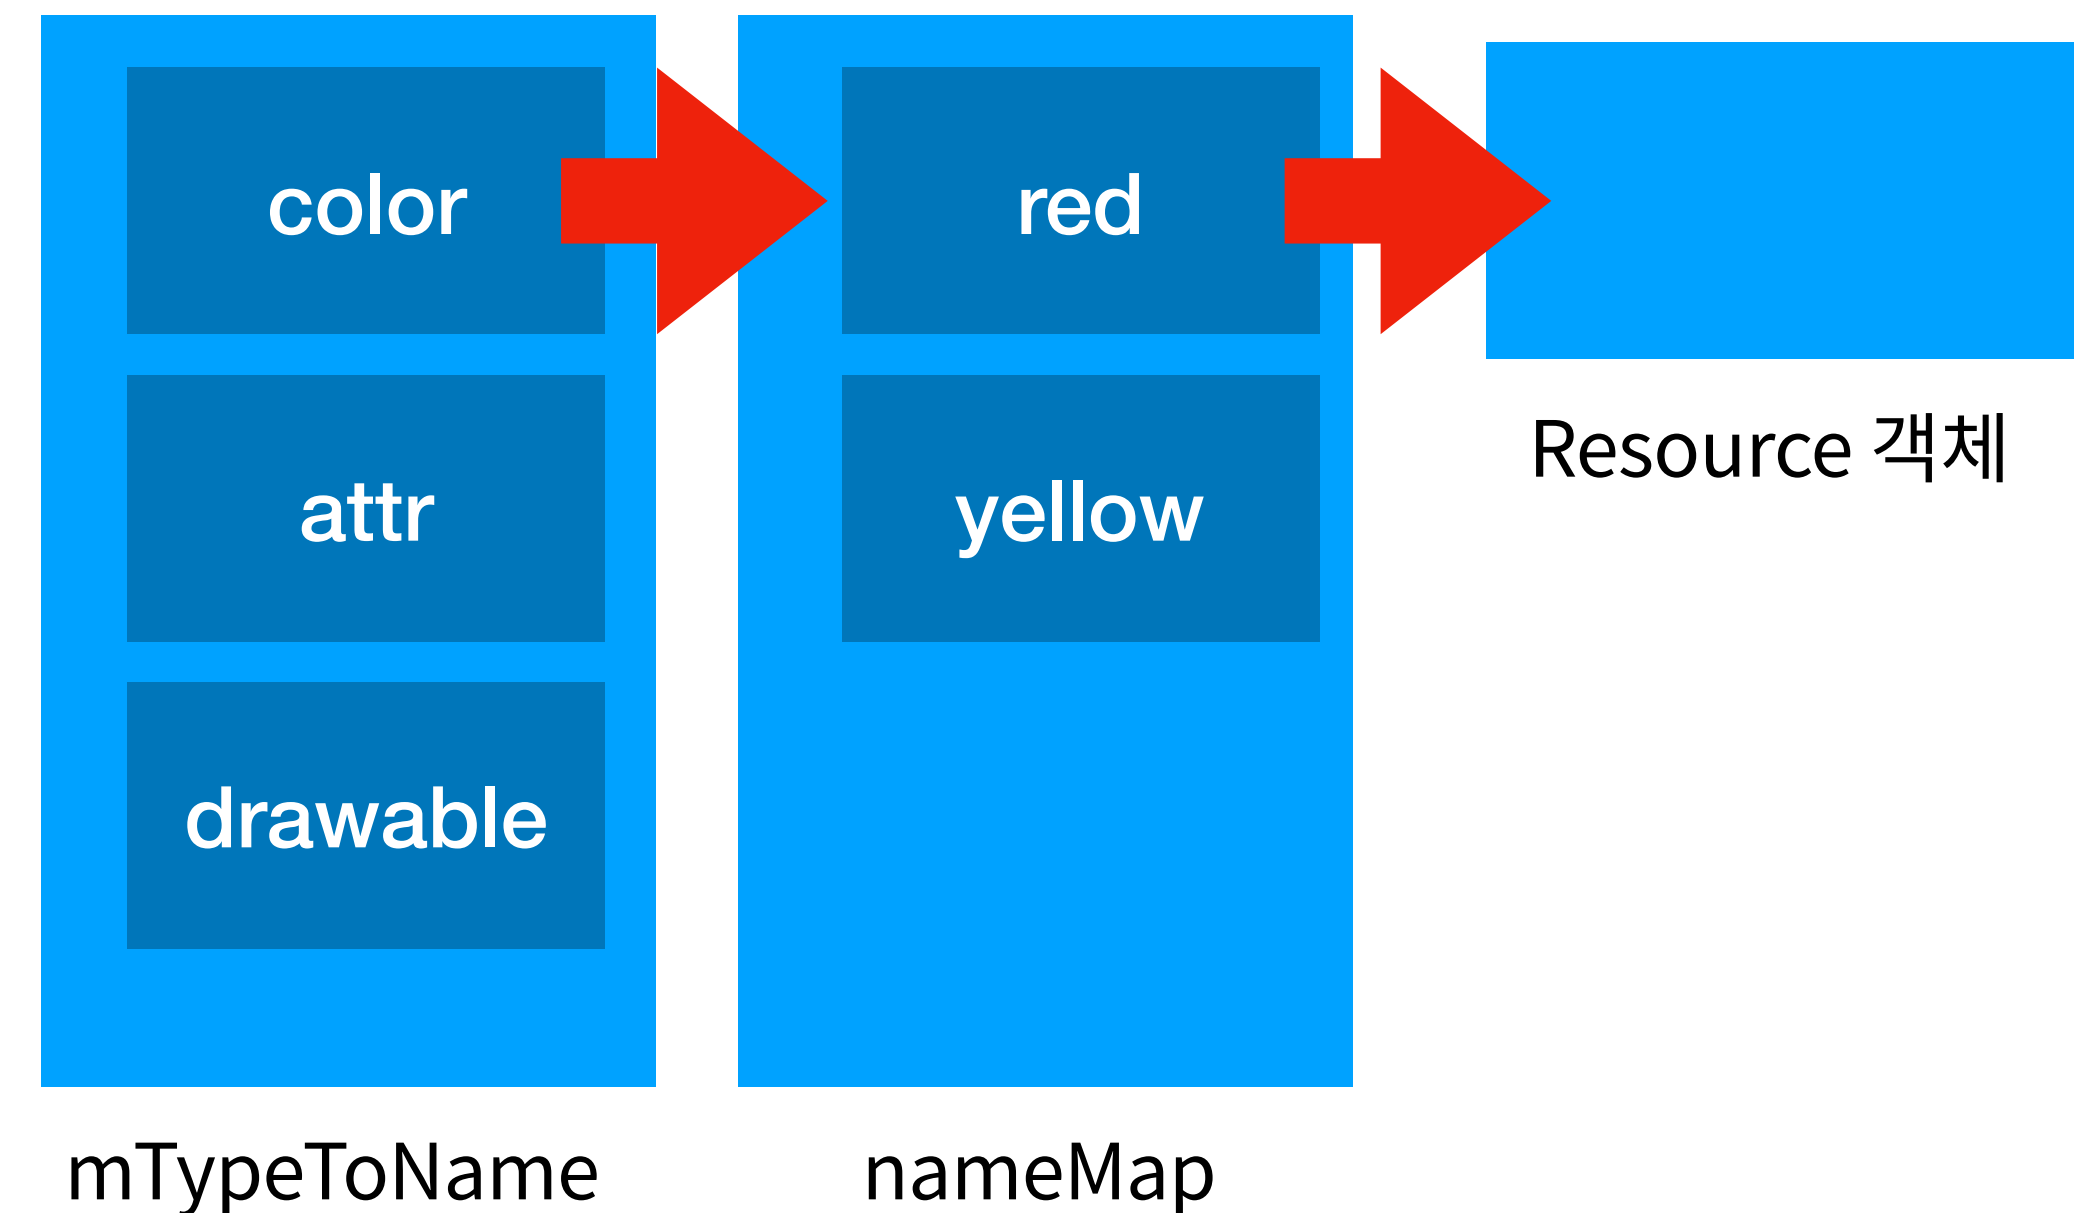 color
attr
drawable
mTypeToName
red
yellow
nameMap
Resource 객체